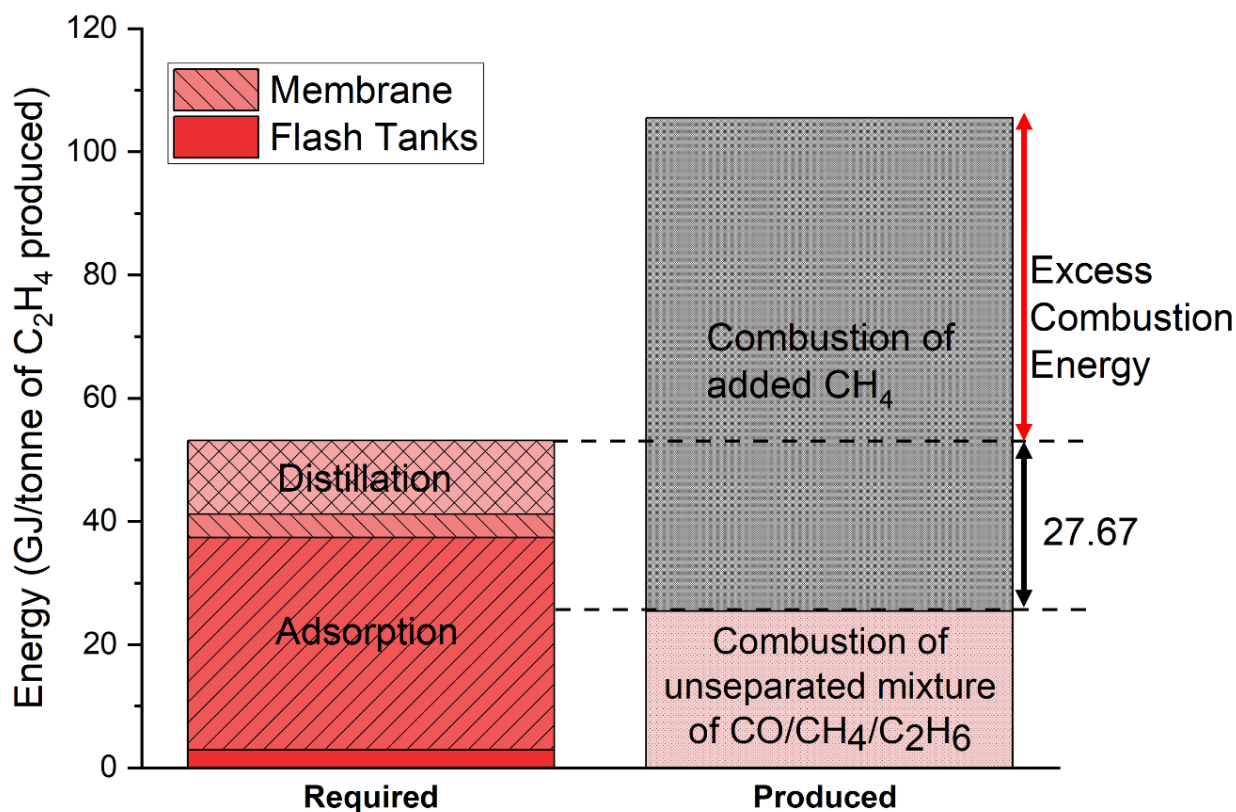 Energy (GJ/tonne of C₂H₄ produced)
120
100
80
60
40
20
0
Membrane
Flash Tanks
Distillation
Adsorption
Combustion of
added CH₄
Combustion of
unseparated mixture
of CO/CH₄/C₂H₆
Excess
Combustion
Energy
27.67
Required
Produced